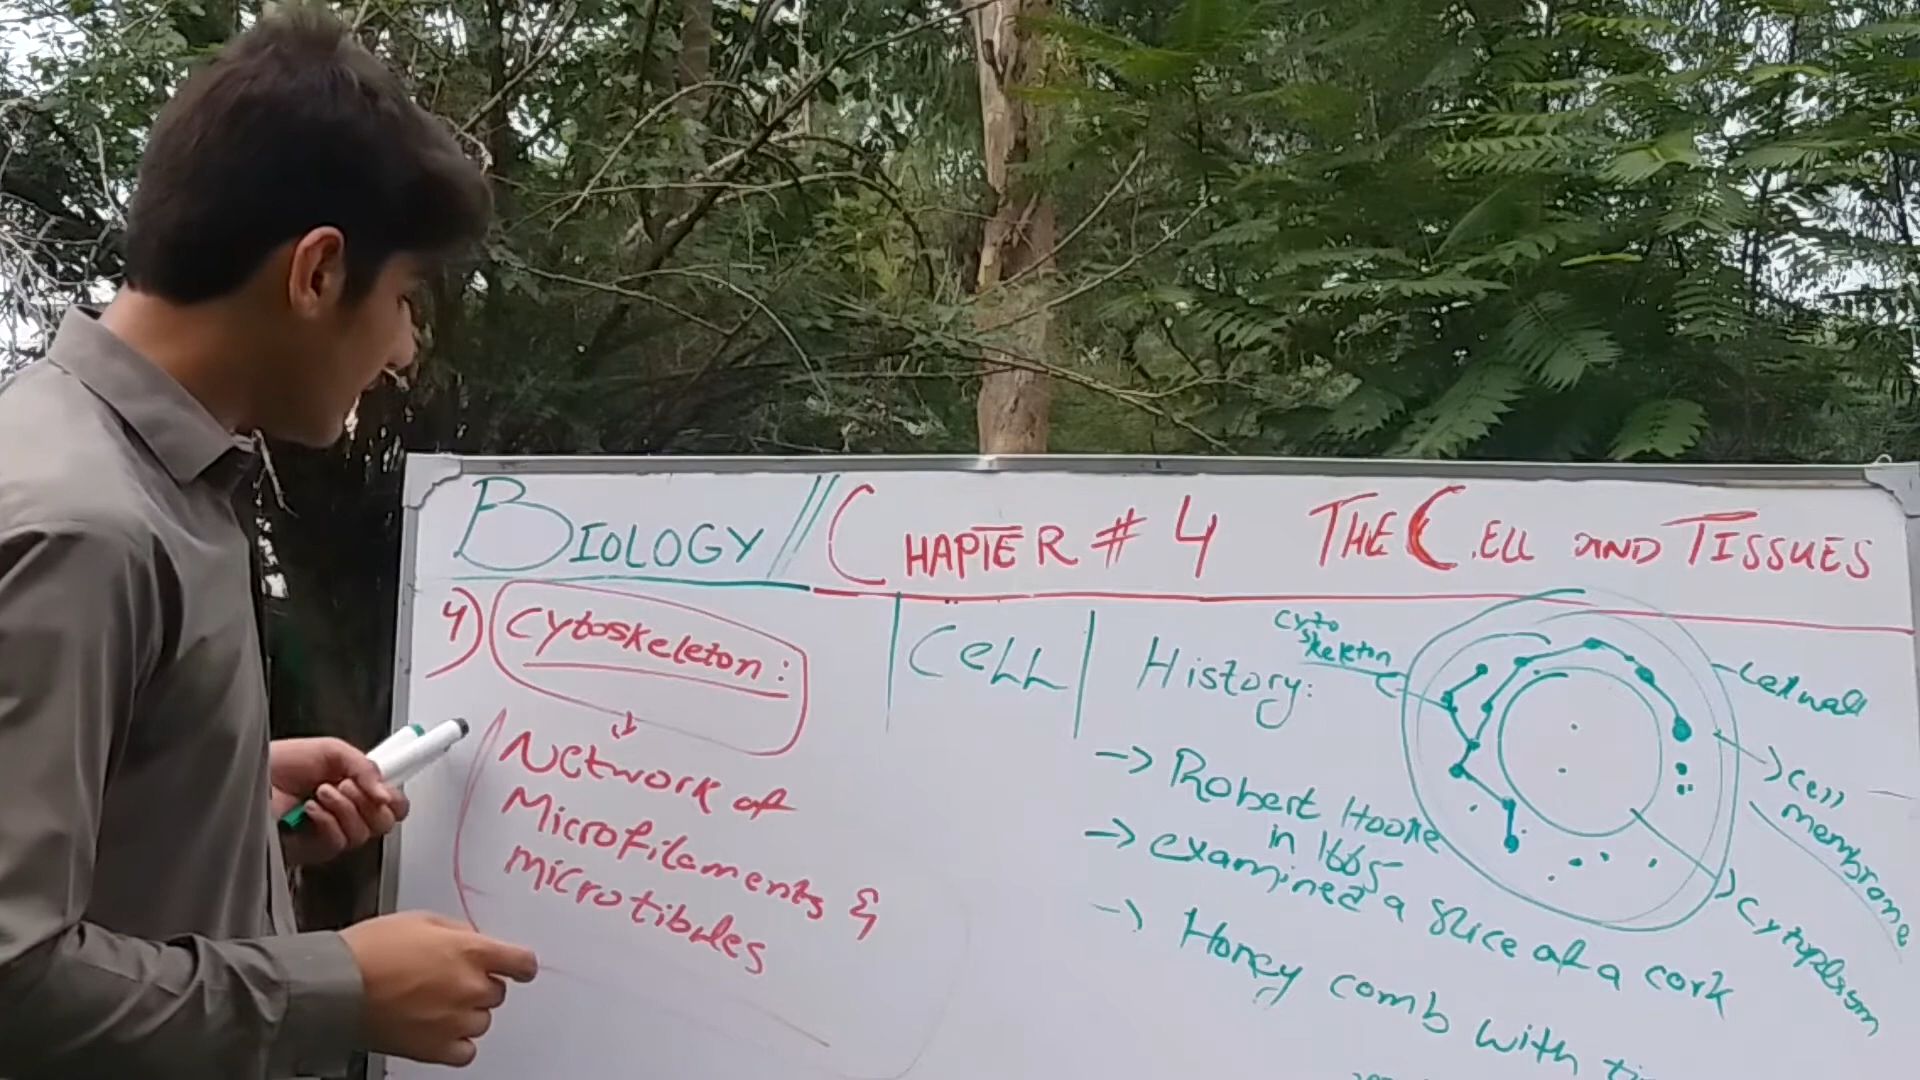 BIOLOGY // CHAPTER # 4 THE CELL AND TISSUES
4) Cytoskeleton:
Network of
Microfilaments &
microtibules
CELL
History:
→ Robert Hooke
in 1665
→ examined a slice of a cork
→ Honey comb with
Cyto
skeleton
Cell wall
Cell
membrane
Cytoplasm